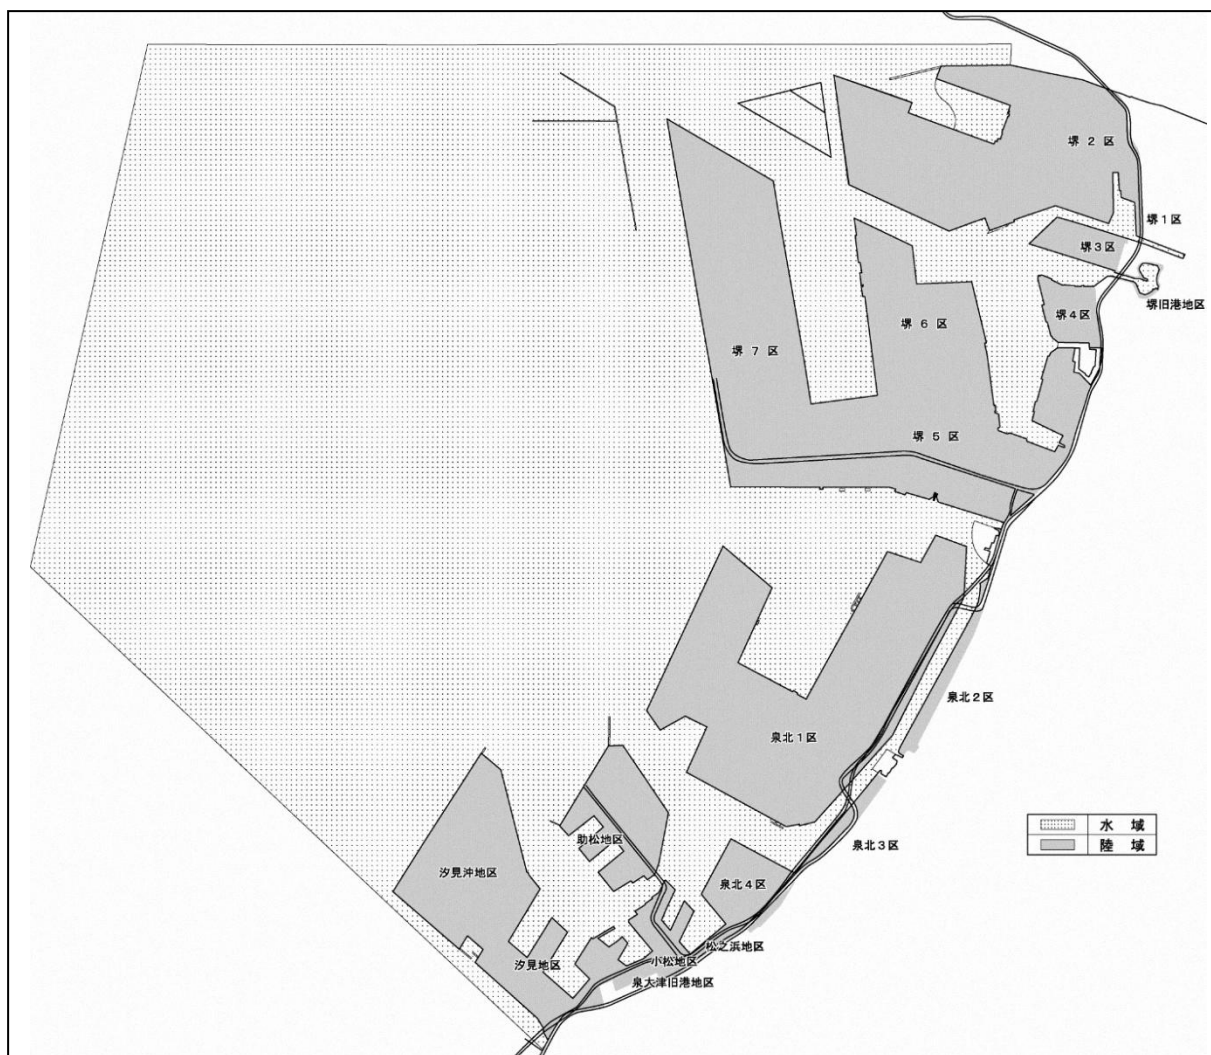 堺 2 区
堺1区
堺3区
堺旧港地区
堺4区
堺 6 区
堺 7 区
堺 5 区
泉北2区
泉北1区
水 域
陸 域
助松地区
泉北3区
汐見沖地区
泉北4区
松之浜地区
小松地区
汐見地区
泉大津旧港地区